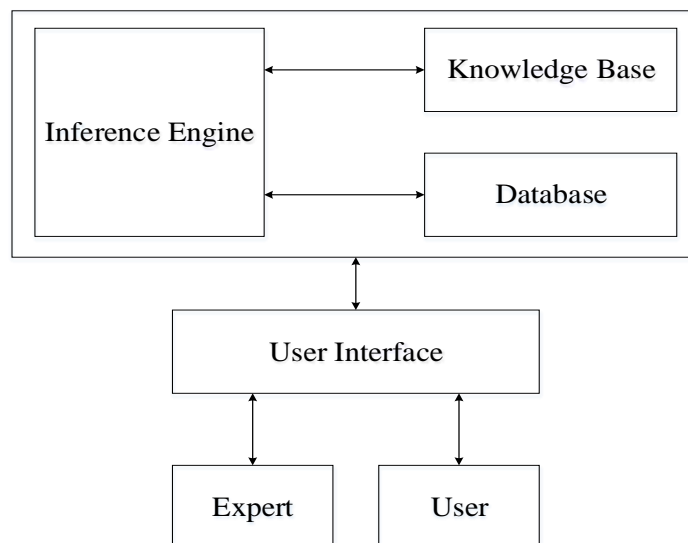 Inference Engine
Knowledge Base
Database
User Interface
Expert
User